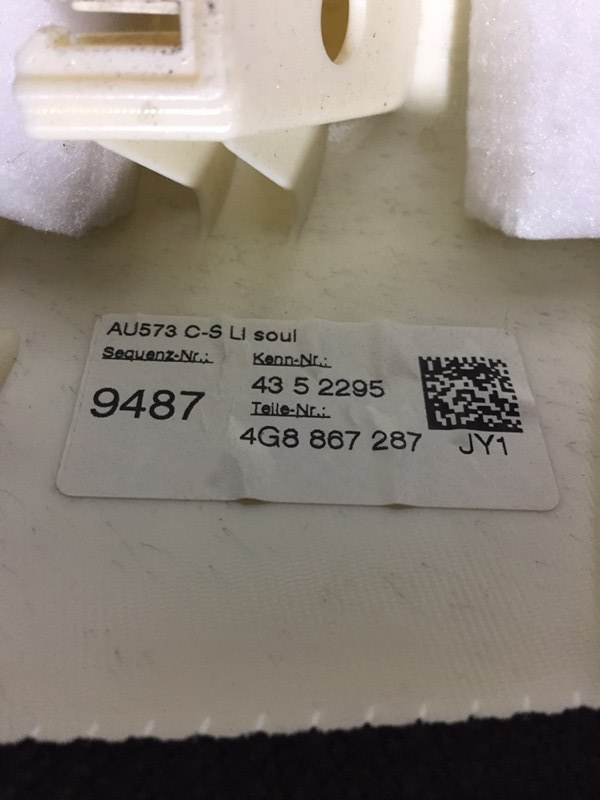 AU573 C-S LI soul
Sequenz-Nr.:
9487
Kenn-Nr.:
43 5 2295
Teile-Nr.:
4G8 867 287
JY1